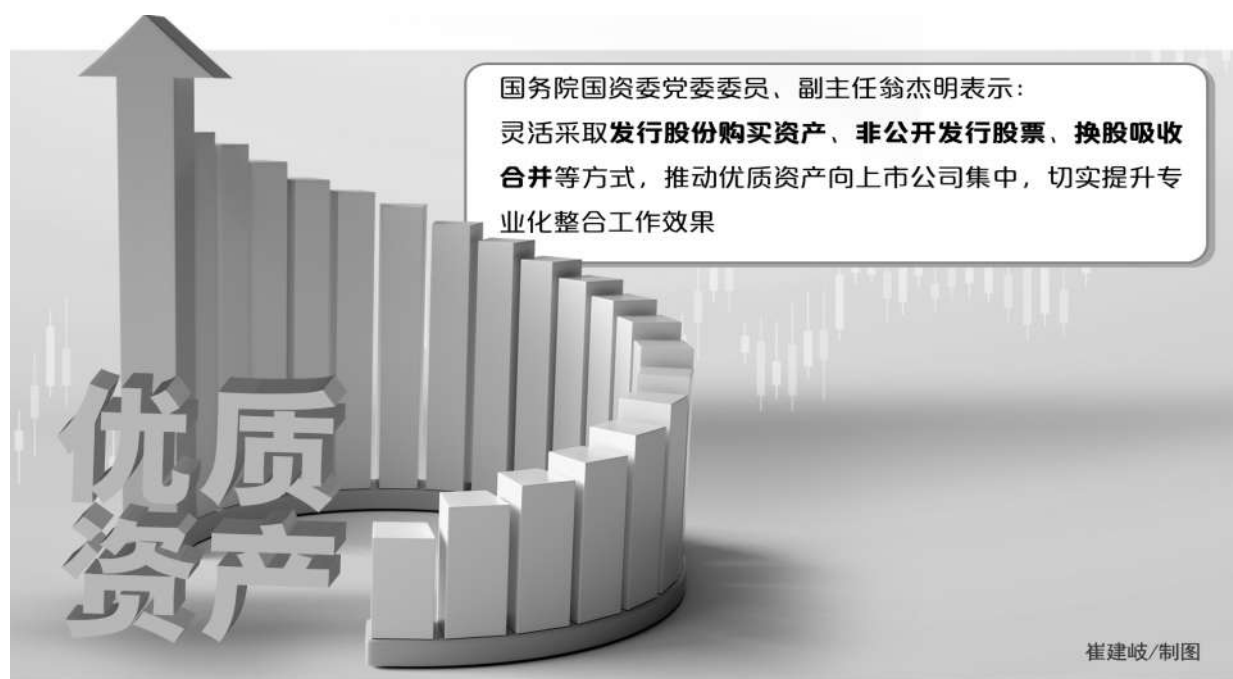 国务院国资委党委委员、副主任翁杰明表示：
灵活采取发行股份购买资产、非公开发行股票、换股吸收
合并等方式，推动优质资产向上市公司集中，切实提升专
业化整合工作效果
优质
资产
崔建岐/制图